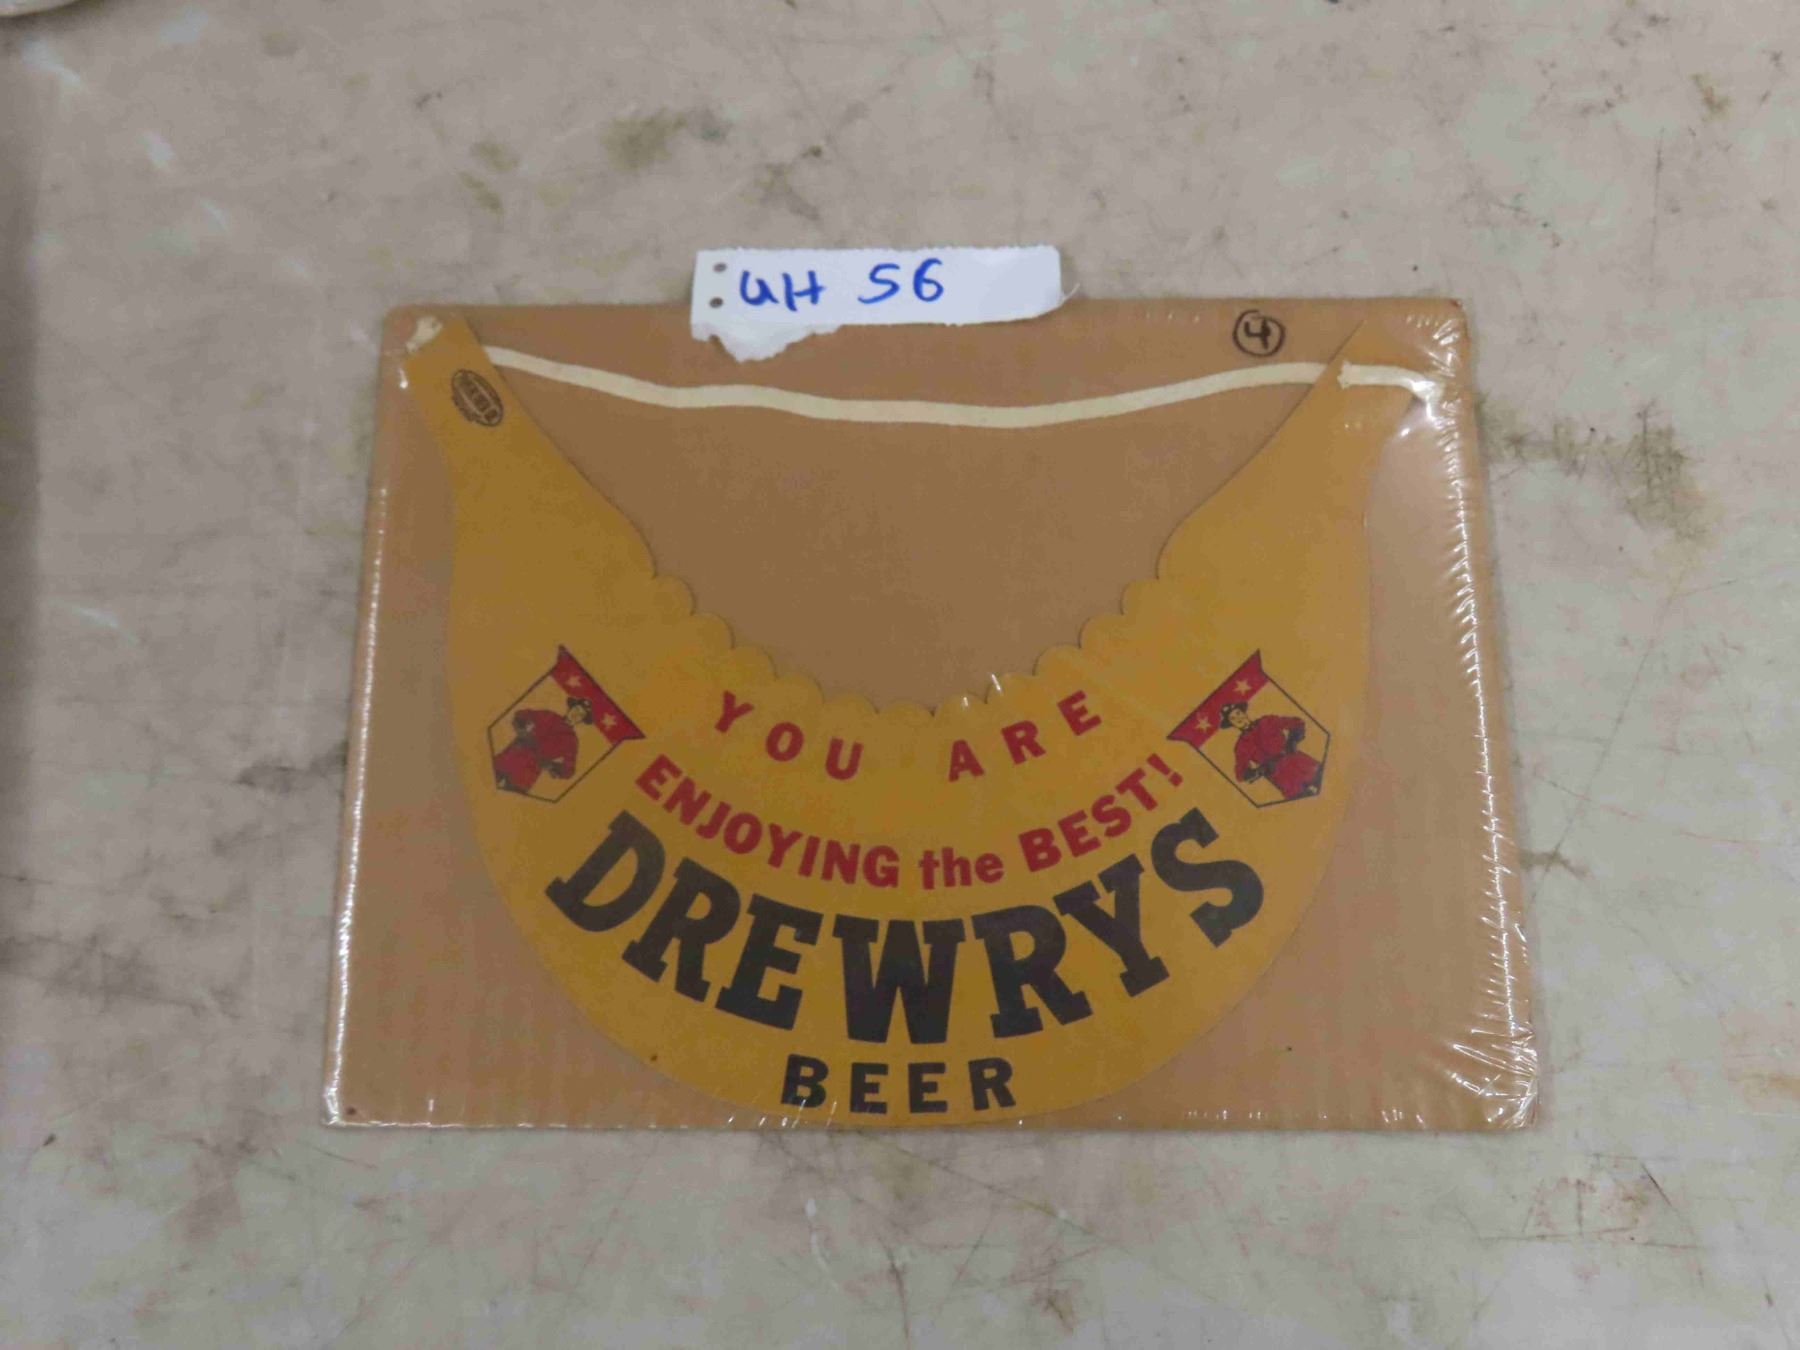 UH 56
4
YOU ARE
ENJOYING the BEST!
DREWRYS
BEER